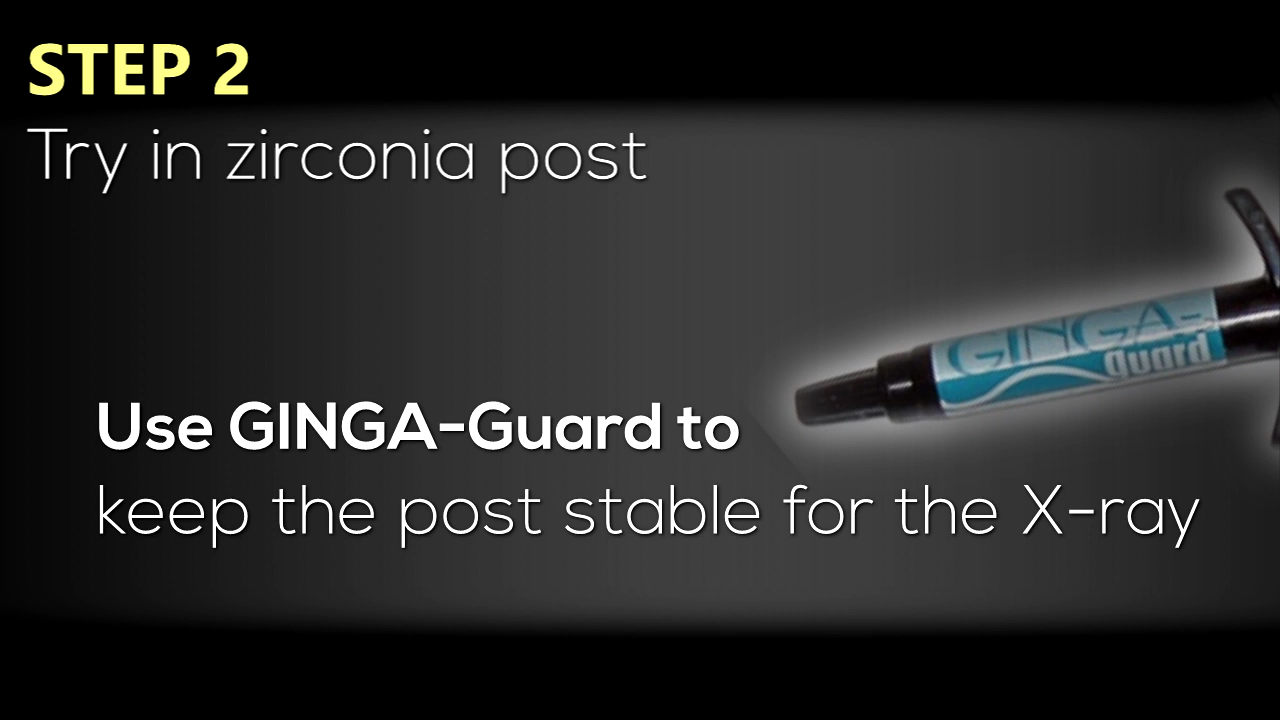 STEP 2
Try in zirconia post
GINGA-
guard
Use GINGA-Guard to
keep the post stable for the X-ray